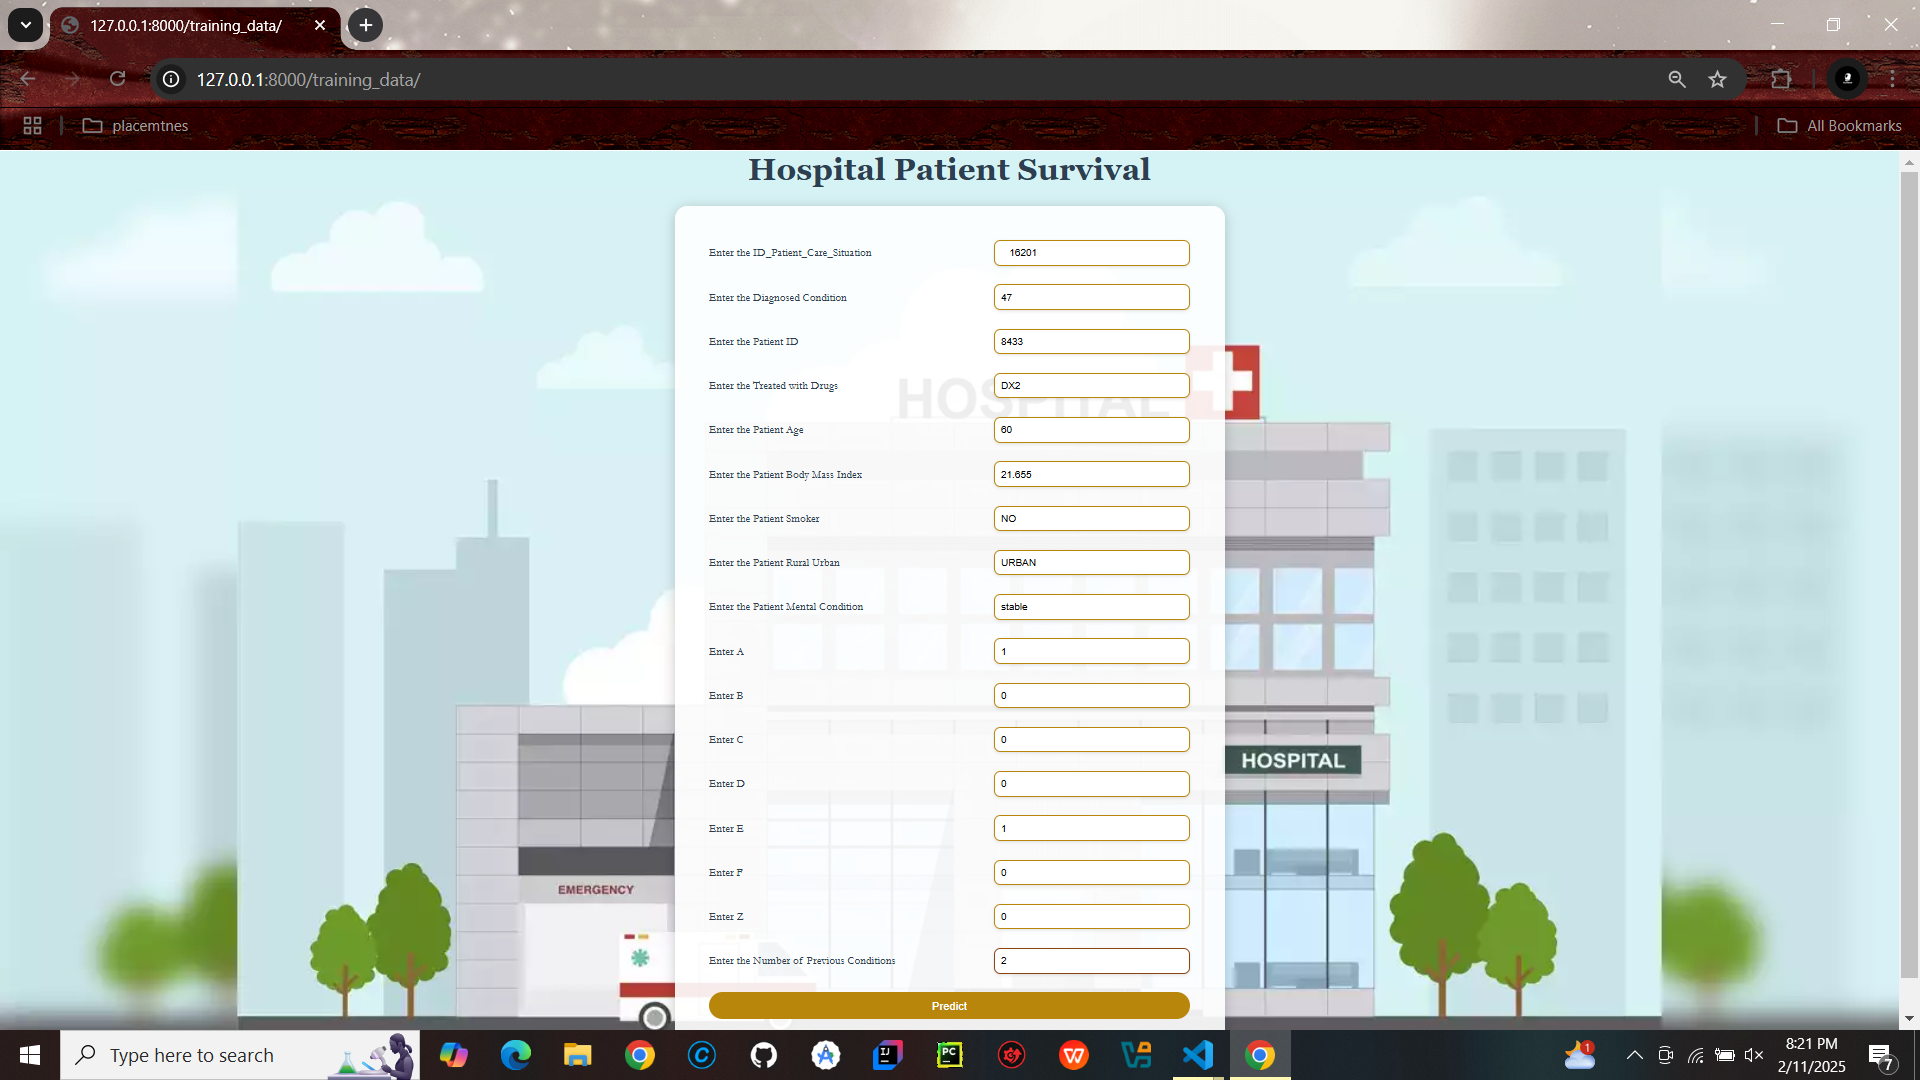 127.0.0.1:8000/training_data/
127.0.0.1:8000/training_data/
placemtnes
All Bookmarks
Hospital Patient Survival
Enter the ID_Patient_Care_Situation 16201
Enter the Diagnosed Condition 47
Enter the Patient ID 8433
HOSPITAL
Enter the Treated with Drugs DX2
Enter the Patient Age 60
Enter the Patient Body Mass Index 21.655
Enter the Patient Smoker NO
Enter the Patient Rural Urban URBAN
Enter the Patient Mental Condition stable
Enter A 1
Enter B 0
Enter C 0
HOSPITAL
Enter D 0
Enter E 1
Enter F 0
EMERGENCY
Enter Z 0
Enter the Number of Previous Conditions 2
Predict
Type here to search
IJ
PC
1
8:21 PM
2/11/2025
7